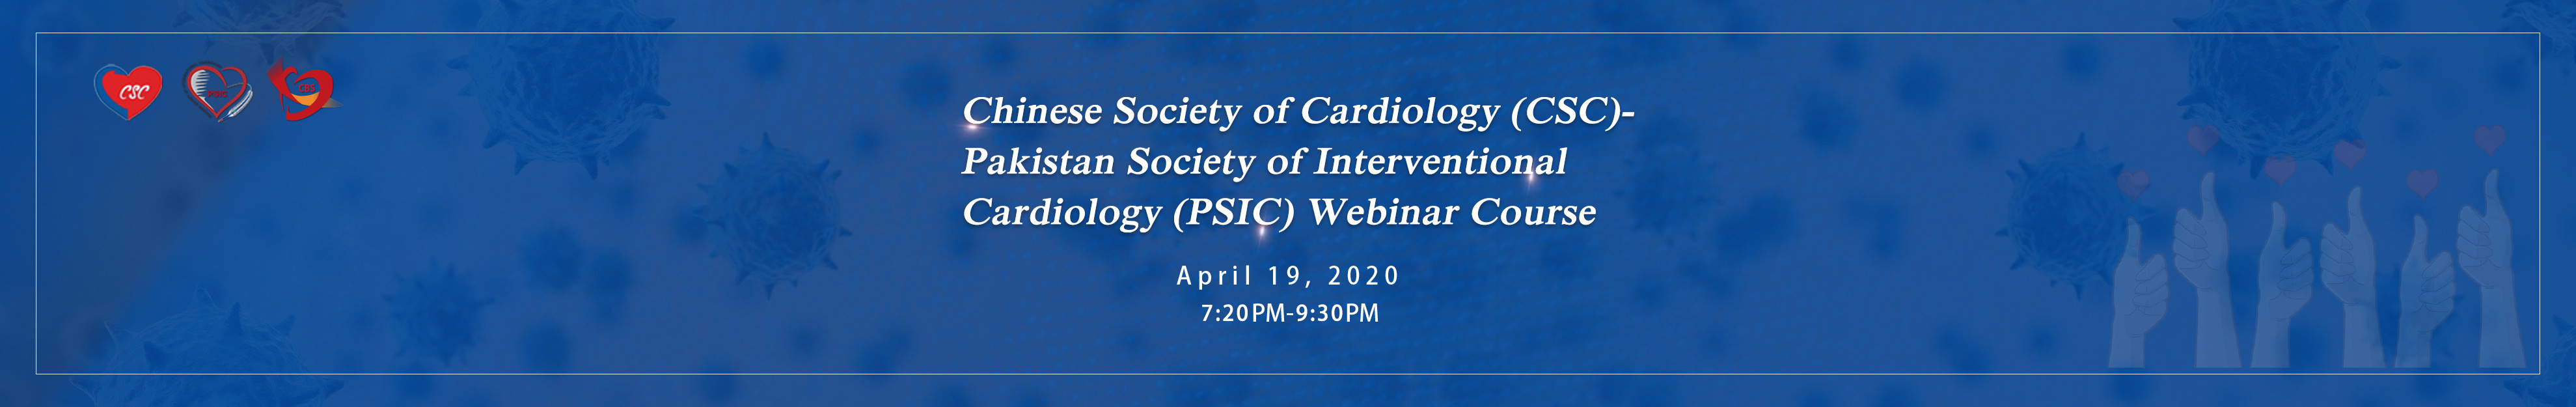 CSC
PSIC
Chinese Society of Cardiology (CSC)-
Pakistan Society of Interventional
Cardiology (PSIC) Webinar Course
April 19, 2020
7:20PM-9:30PM